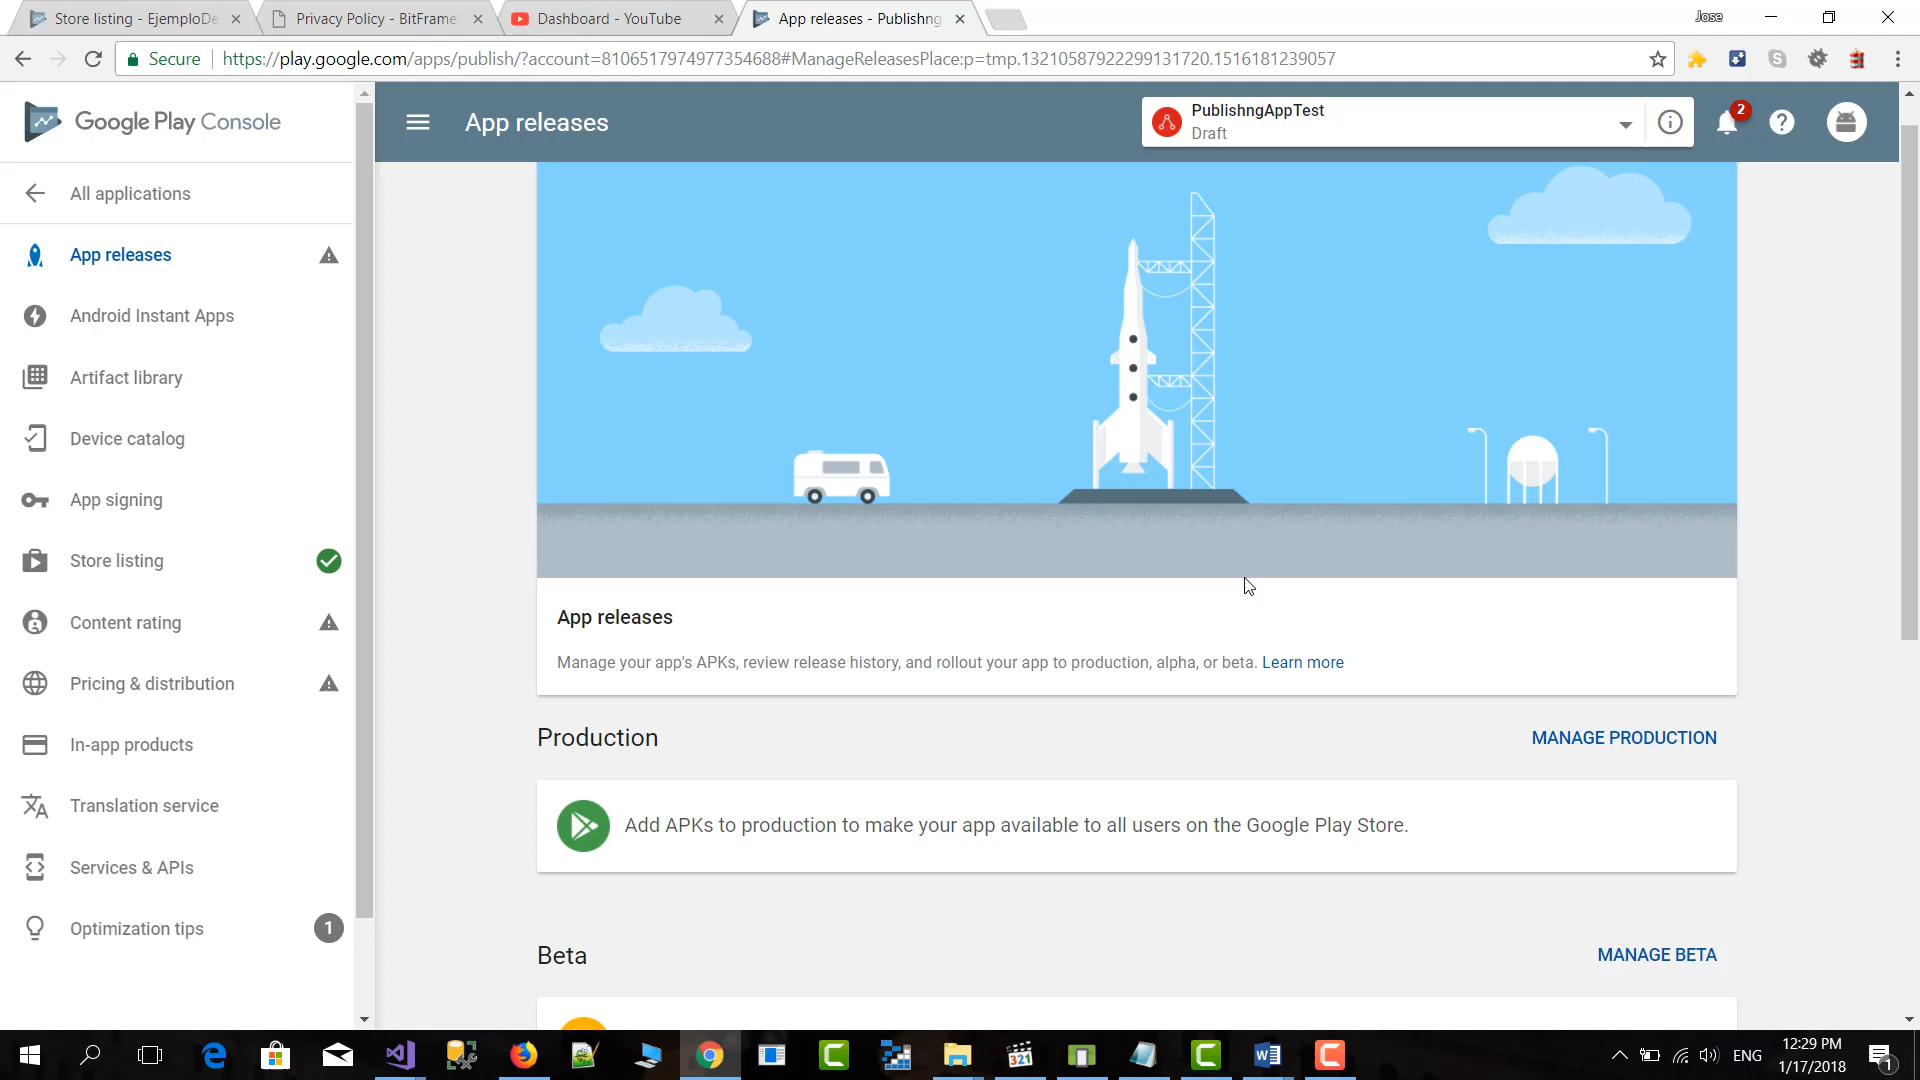 Store listing - EjemploDe
Privacy Policy - BitFrame
Dashboard - YouTube
App releases - Publishng
Jose
Secure
https://play.google.com/apps/publish/?account=8106517974977354688#ManageReleasesPlace:p=tmp.13210587922299131720.1516181239057
Google Play Console
App releases
PublishngAppTest
Draft
2
All applications
App releases
Android Instant Apps
Artifact library
Device catalog
App signing
Store listing
Content rating
Pricing & distribution
In-app products
Translation service
Services & APIs
Optimization tips
1
App releases
Manage your app's APKs, review release history, and rollout your app to production, alpha, or beta. Learn more
Production
MANAGE PRODUCTION
Add APKs to production to make your app available to all users on the Google Play Store.
Beta
MANAGE BETA
321
ENG
12:29 PM
1/17/2018
1